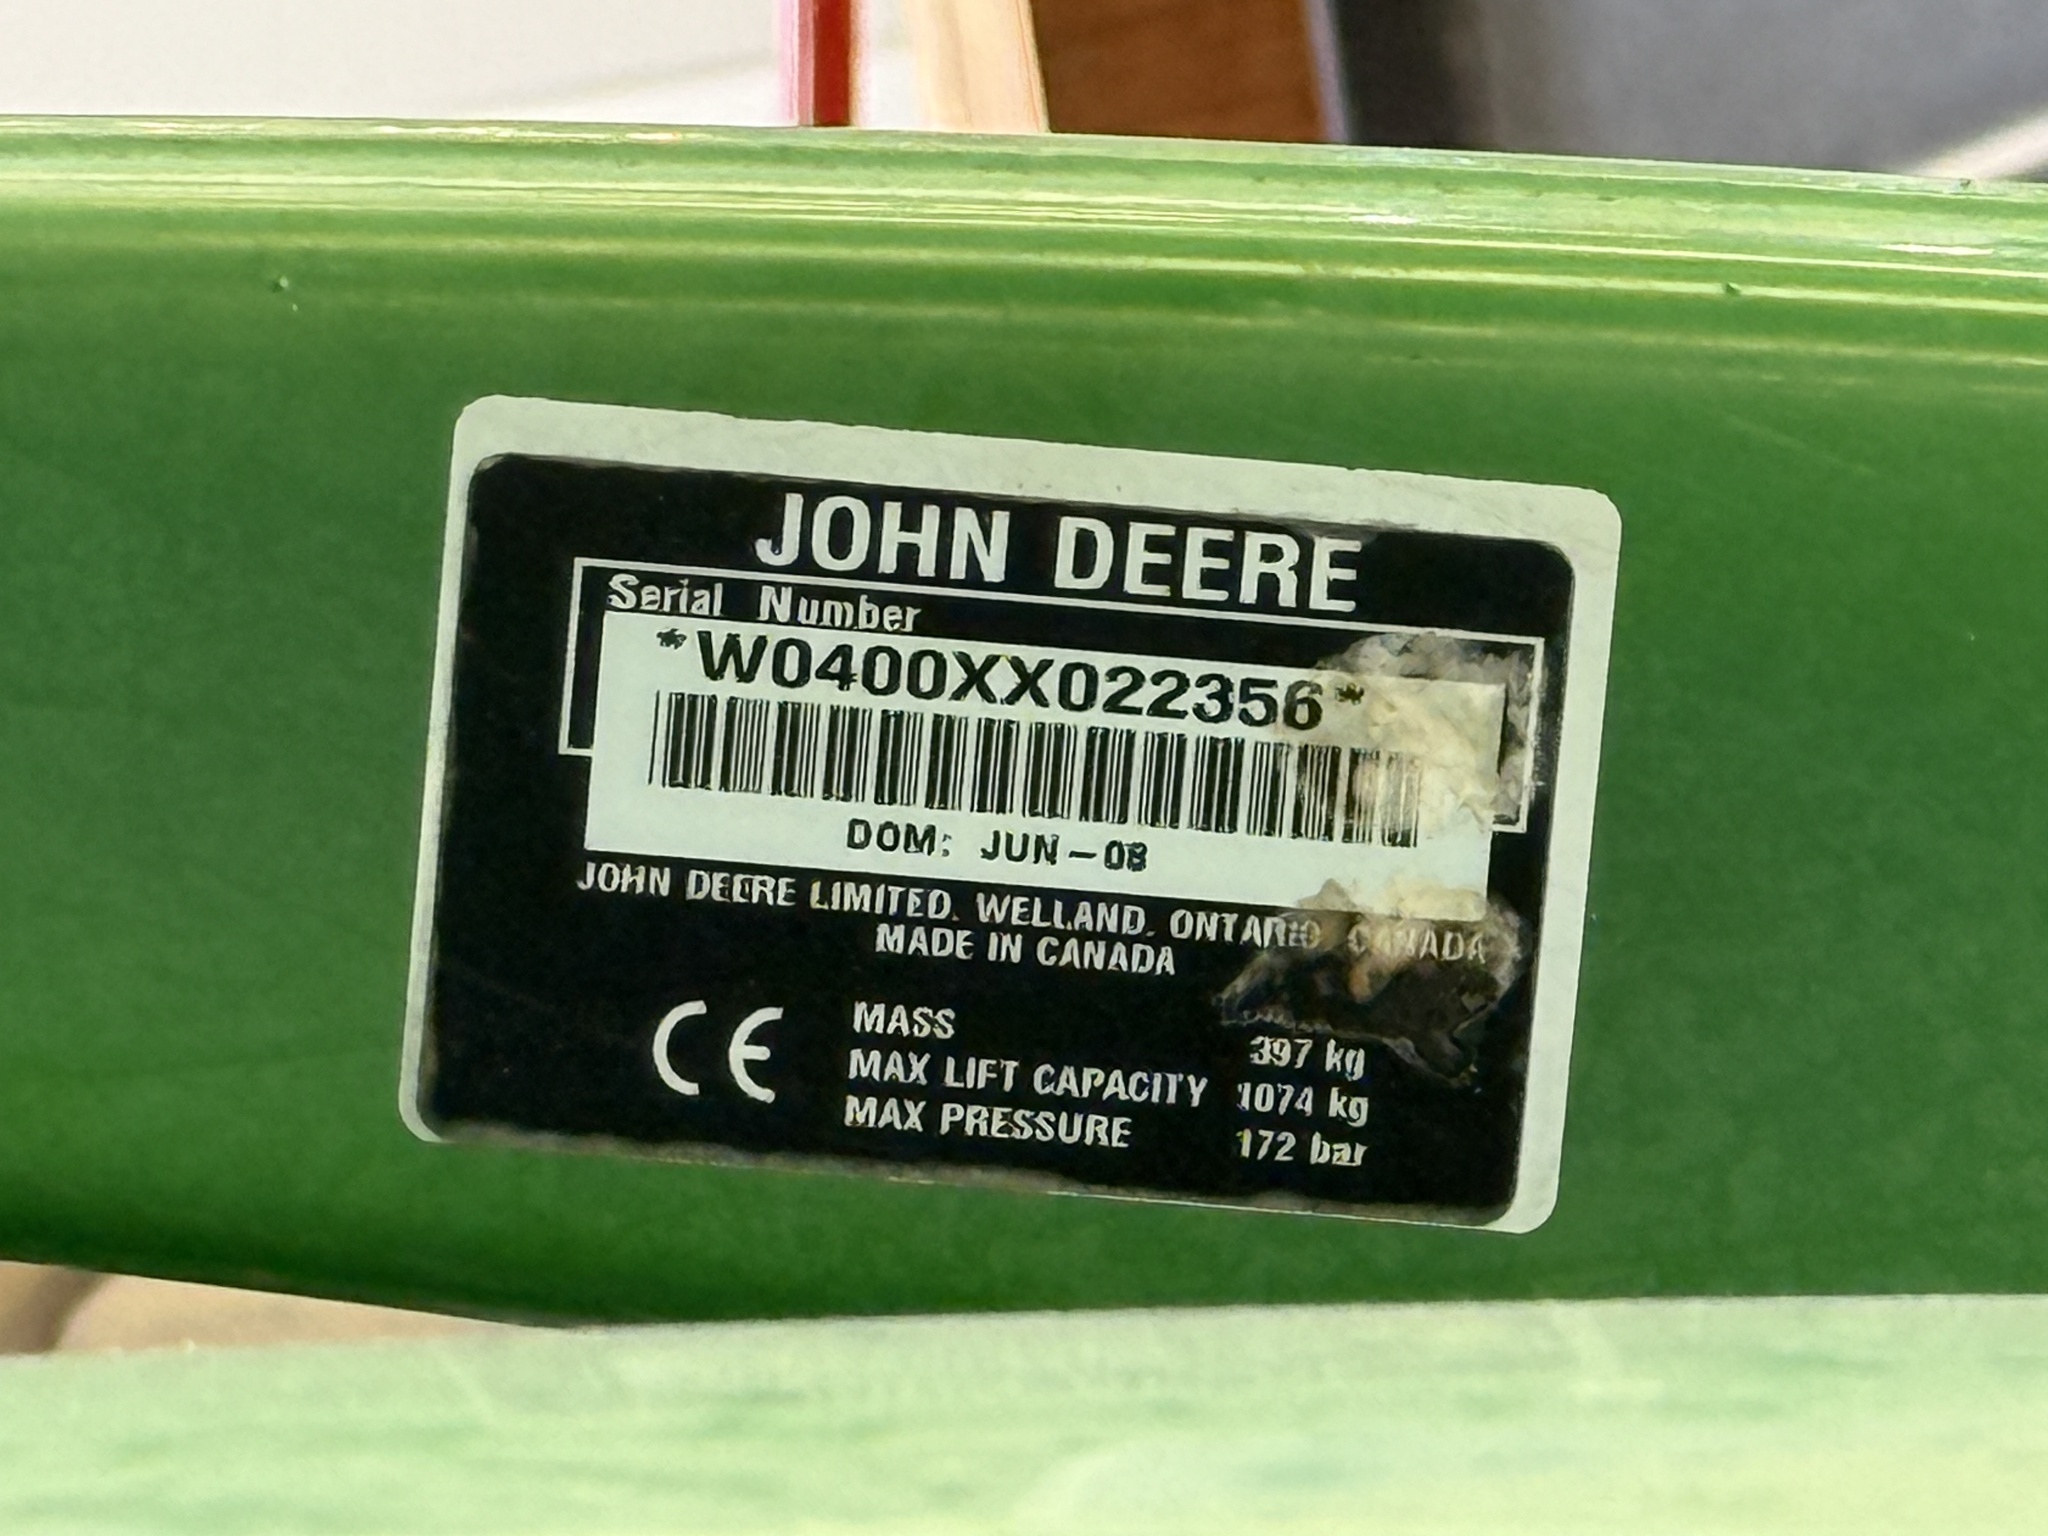 JOHN DEERE
Serial Number
*W0400XX022356*
DOM: JUN-08
JOHN DEERE LIMITED. WELLAND. ONTARIO CANADA
MADE IN CANADA
CE
MASS 397 kg
MAX LIFT CAPACITY 1074 kg
MAX PRESSURE 172 bar